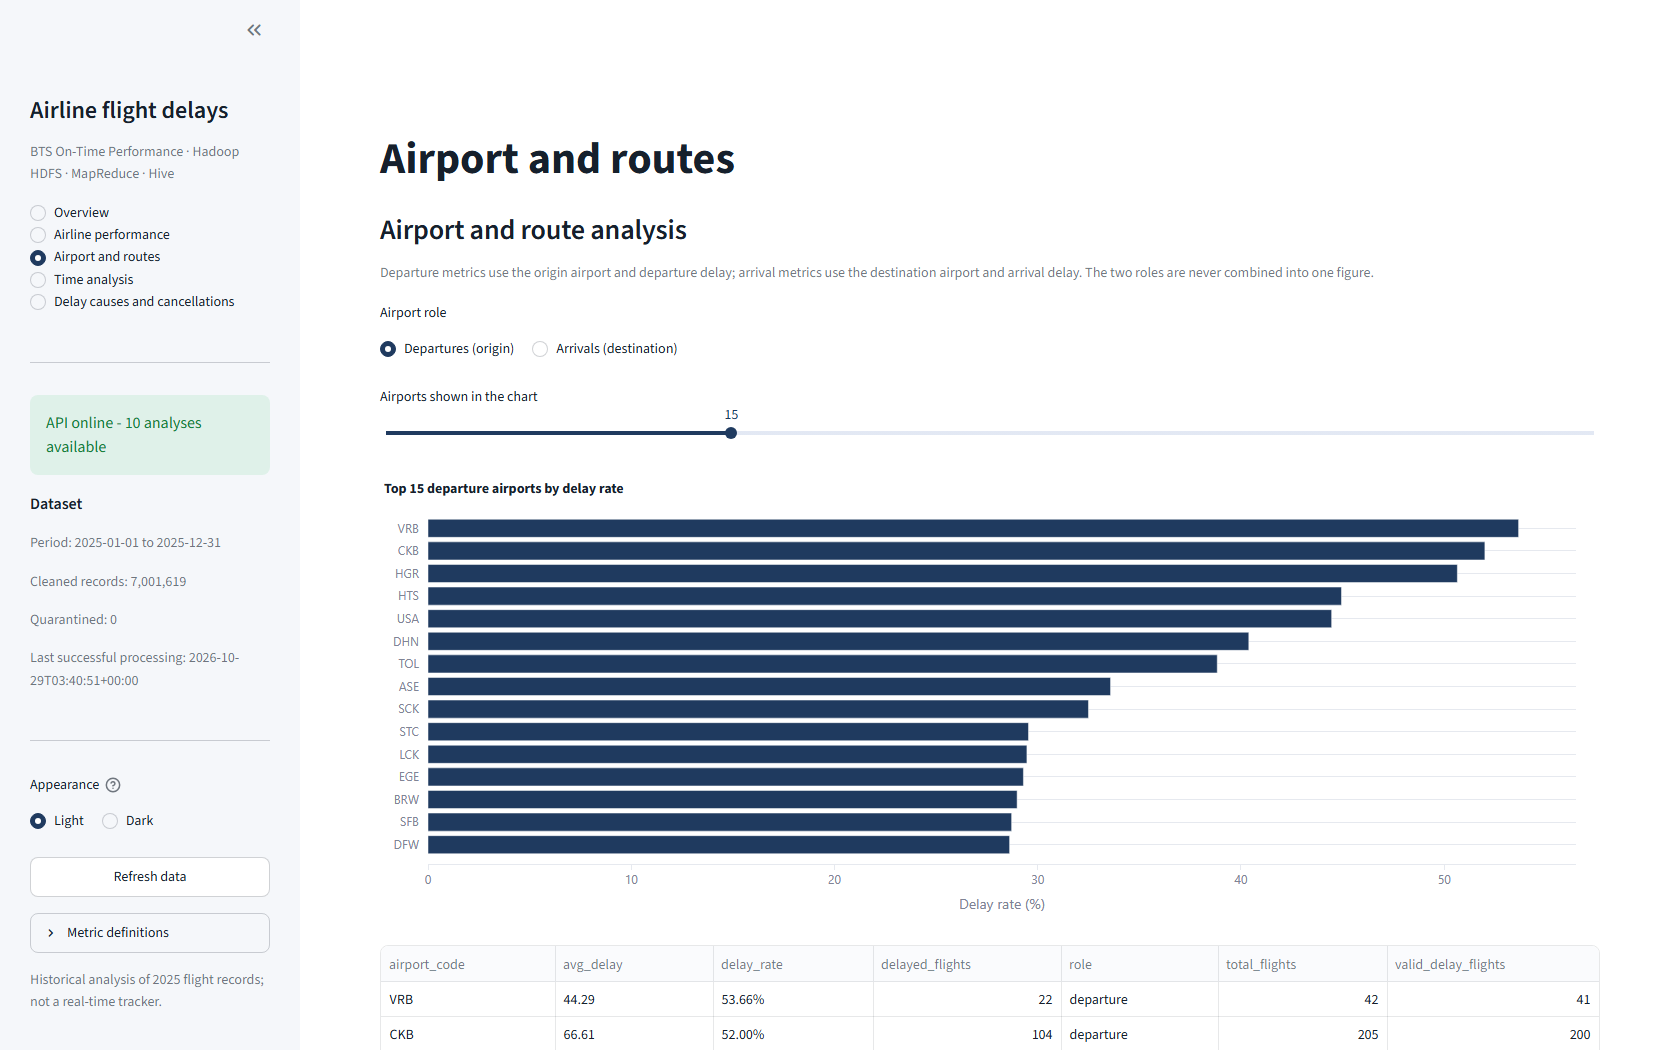 Airline flight delays
BTS On-Time Performance · Hadoop
HDFS · MapReduce · Hive
Overview
Airline performance
Airport and routes
Time analysis
Delay causes and cancellations
API online - 10 analyses
available
Dataset
Period: 2025-01-01 to 2025-12-31
Cleaned records: 7,001,619
Quarantined: 0
Last successful processing: 2026-10-
29T03:40:51+00:00
Appearance
Light Dark
Refresh data
Metric definitions
Historical analysis of 2025 flight records;
not a real-time tracker.
Airport and routes
Airport and route analysis
Departure metrics use the origin airport and departure delay; arrival metrics use the destination airport and arrival delay. The two roles are never combined into one figure.
Airport role
Departures (origin) Arrivals (destination)
Airports shown in the chart
15
Top 15 departure airports by delay rate
VRB
CKB
HGR
HTS
USA
DHN
TOL
ASE
SCK
STC
LCK
EGE
BRW
SFB
DFW
0 10 20 30 40 50
Delay rate (%)
airport_code avg_delay delay_rate delayed_flights role total_flights valid_delay_flights
VRB 44.29 53.66% 22 departure 42 41
CKB 66.61 52.00% 104 departure 205 200